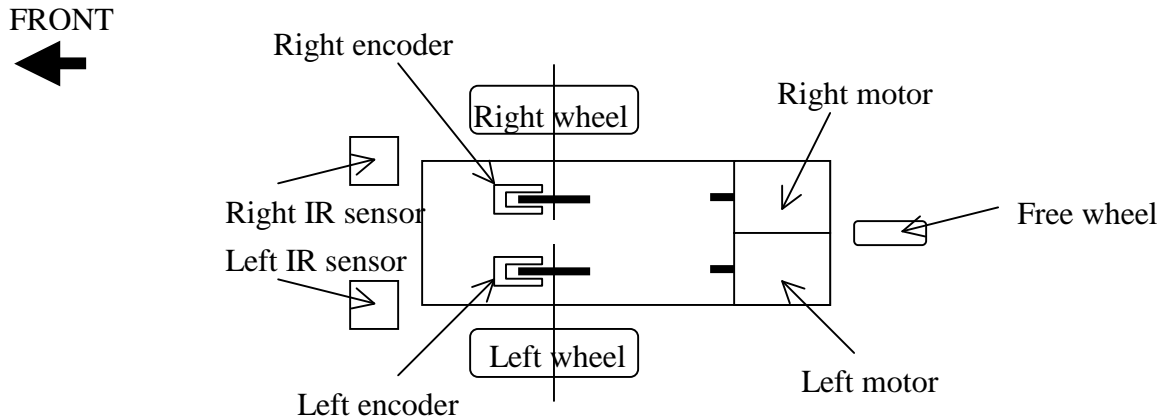 FRONT
Right encoder
Right wheel
Right motor
Right IR sensor
Free wheel
Left IR sensor
Left wheel
Left motor
Left encoder